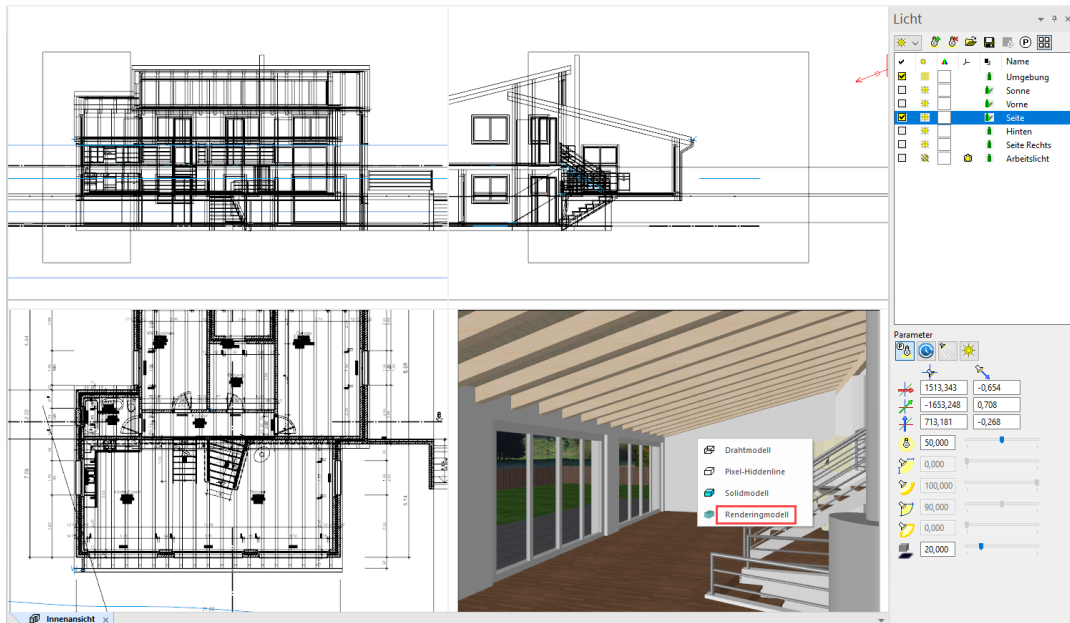 Licht
Name
Umgebung
Sonne
Vorne
Seite
Hinten
Seite Rechts
Arbeitslicht
Parameter
1513,343 -0,654
-1653,248 0,708
713,181 -0,268
50,000
0,000
100,000
90,000
0,000
20,000
Drahtmodell
Pixel-Hiddenline
Solidmodell
Renderingmodell
Innenansicht